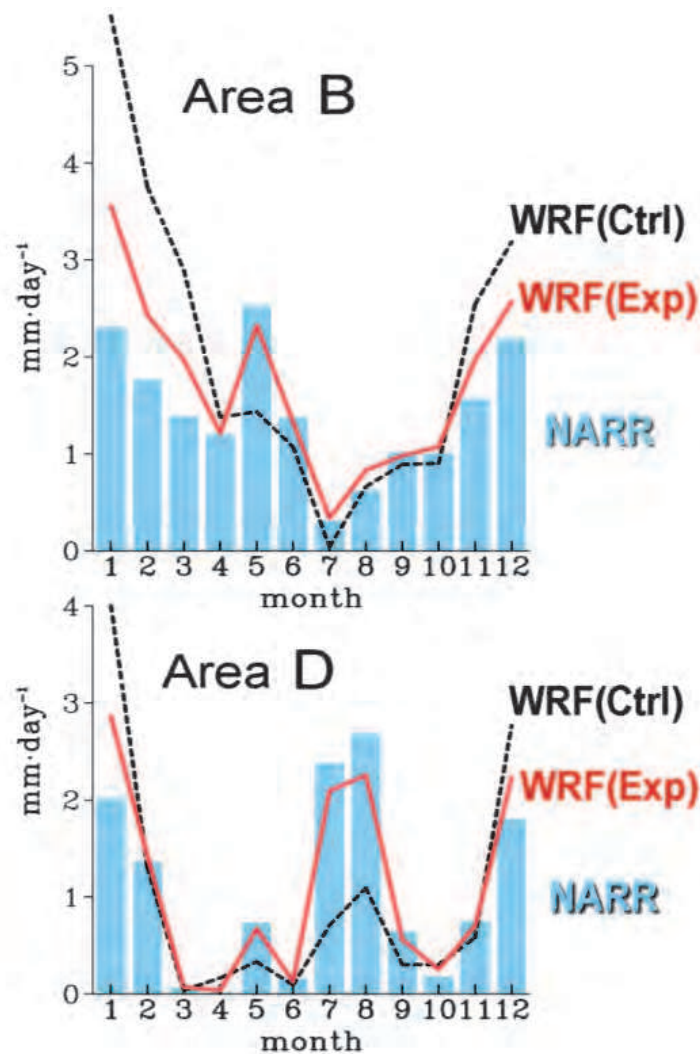 5
Area B
4
WRF(Ctrl)
mm·day⁻¹
3
WRF(Exp)
2
NARR
1
0
1 2 3 4 5 6 7 8 9 10 11 12
month
4
Area D
WRF(Ctrl)
3
mm·day⁻¹
WRF(Exp)
2
NARR
1
0
1 2 3 4 5 6 7 8 9 10 11 12
month